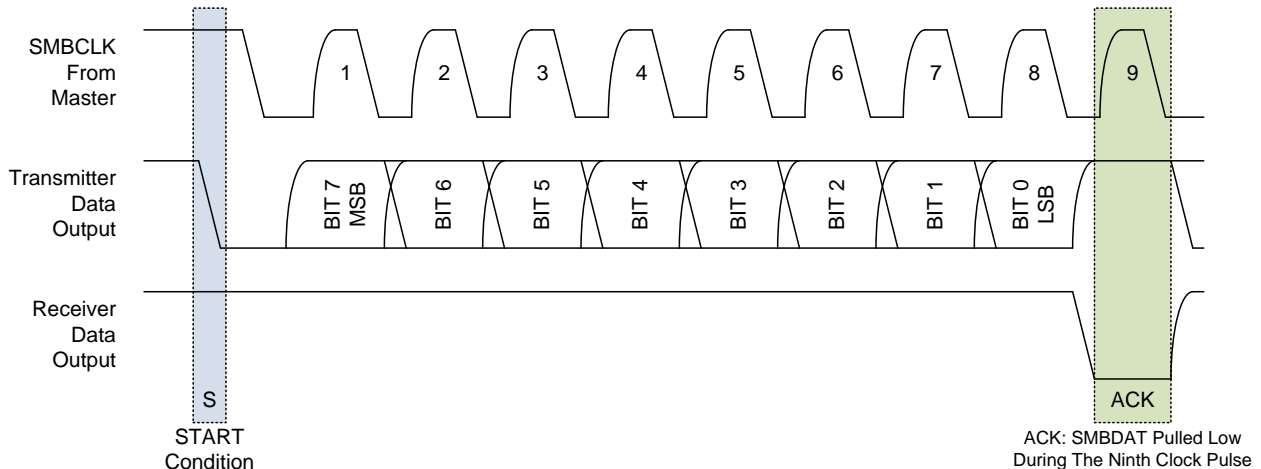 SMBCLK
From
Master
1 2 3 4 5 6 7 8 9
Transmitter
Data
Output
BIT 7
MSB
BIT 6
BIT 5
BIT 4
BIT 3
BIT 2
BIT 1
BIT 0
LSB
Receiver
Data
Output
S
ACK
START
Condition
ACK: SMBDAT Pulled Low
During The Ninth Clock Pulse